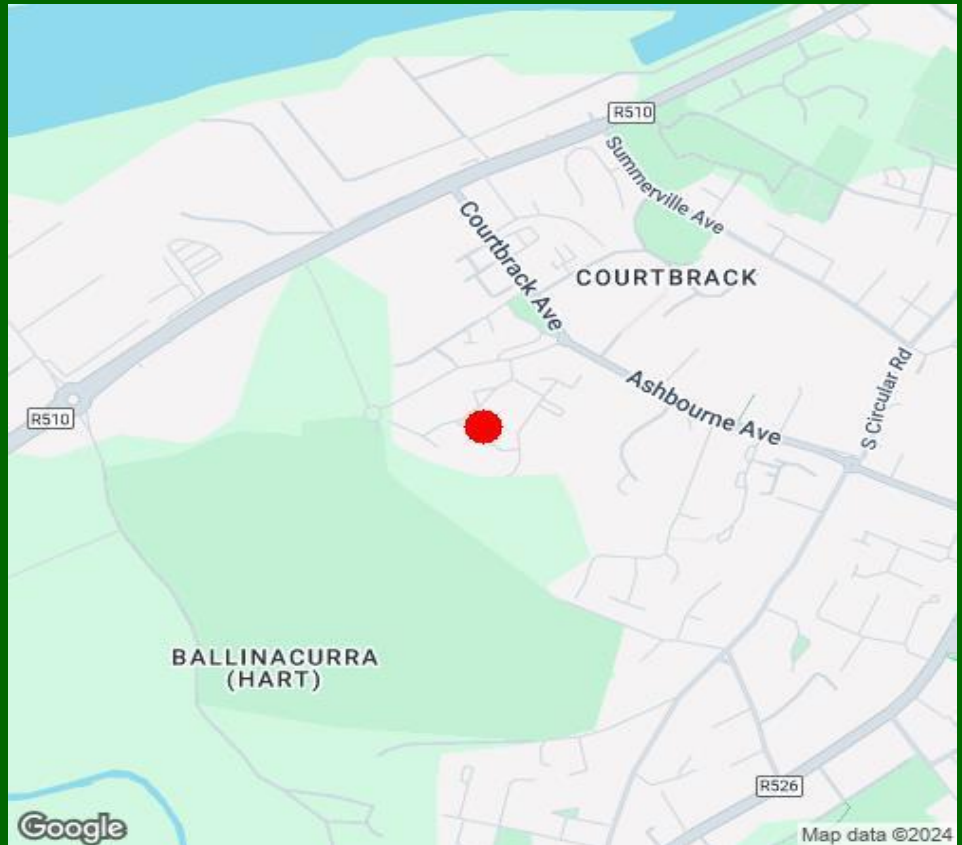 R510
Summerville Ave
Courtbrack Ave
COURTBRACK
S Circular Rd
Ashbourne Ave
R510
BALLINACURRA
(HART)
R526
Google
Map data ©2024